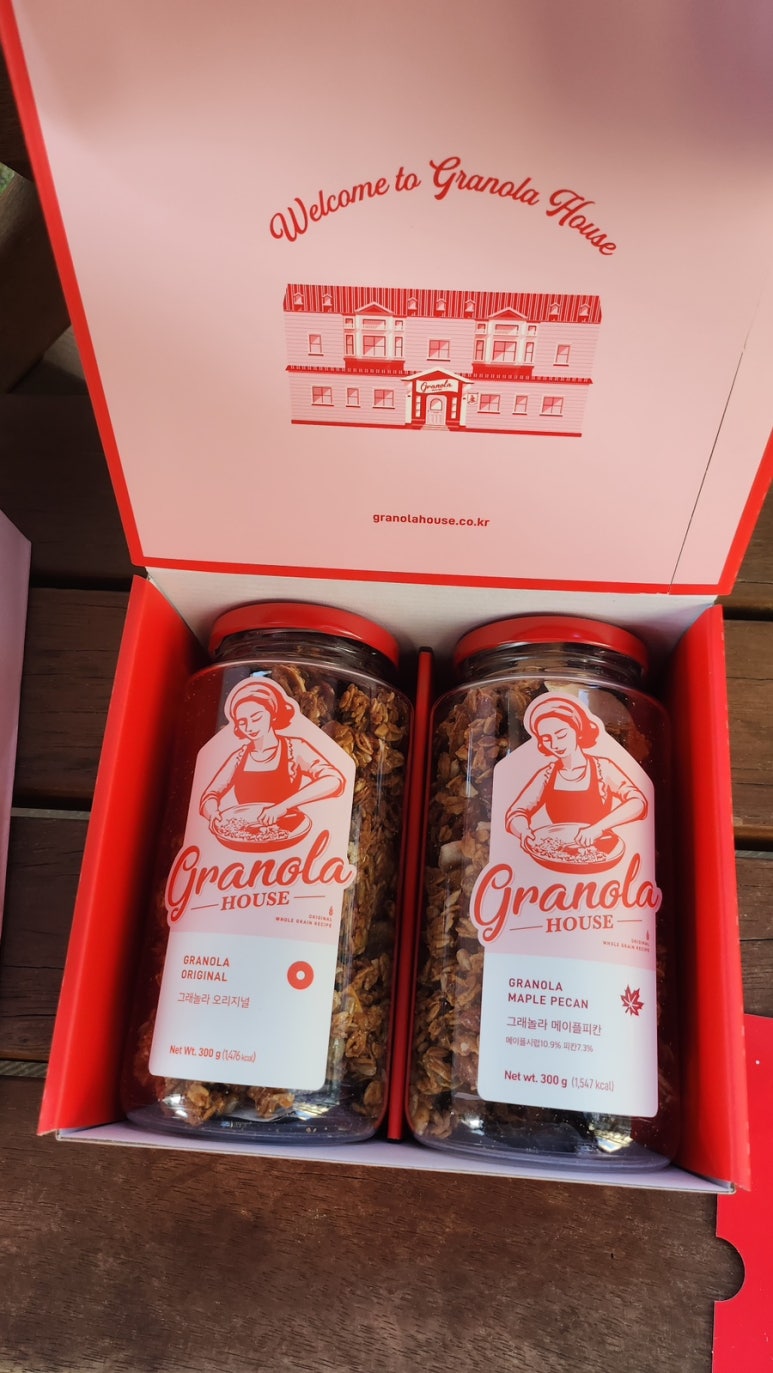 Welcome to Granola House
Granola
granolahouse.co.kr
Granola
HOUSE
ORIGINAL
WHOLE GRAIN RECIPE
GRANOLA
ORIGINAL
그래놀라 오리지널
Net Wt. 300 g (1,476 kcal)
Granola
HOUSE
ORIGINAL
WHOLE GRAIN RECIPE
GRANOLA
MAPLE PECAN
그래놀라 메이플피칸
메이플시럽10.9% 피칸7.3%
Net wt. 300 g (1,547 kcal)